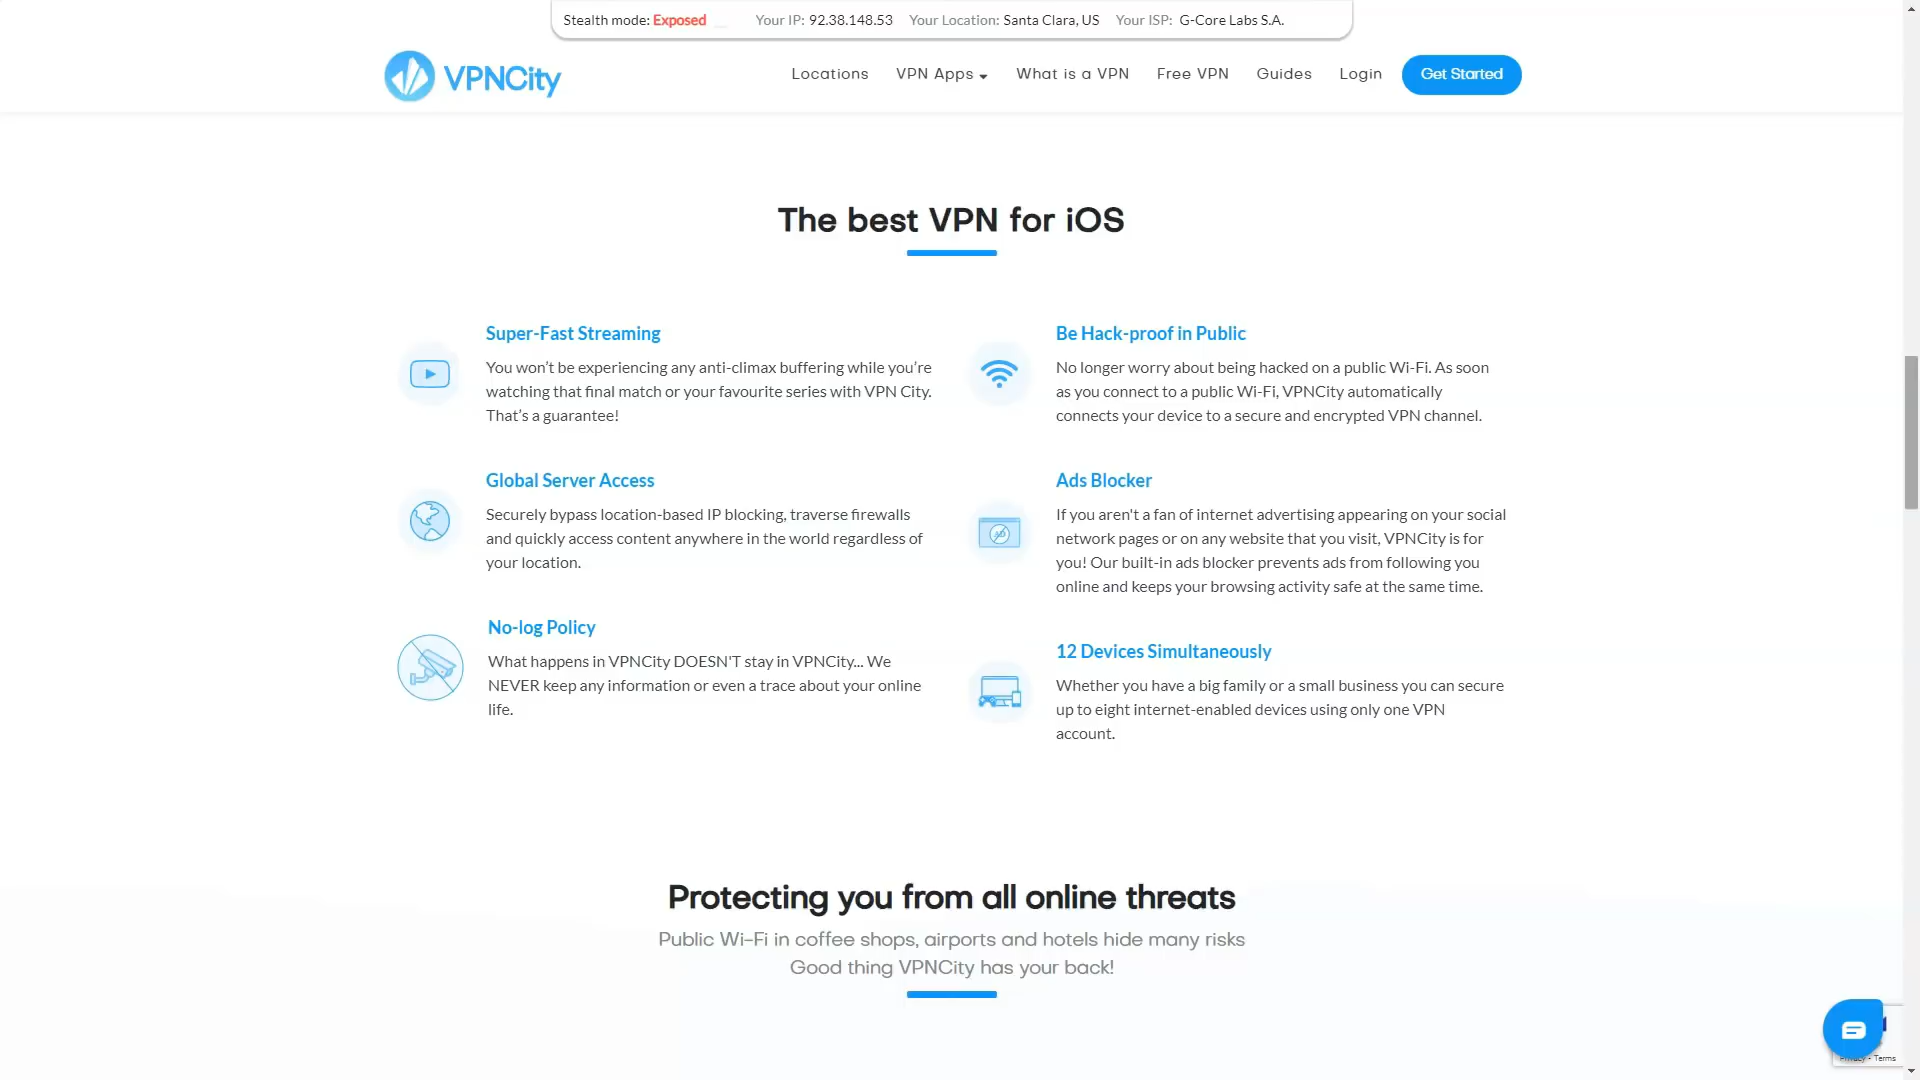 Stealth mode: Exposed Your IP: 92.38.148.53 Your Location: Santa Clara, US Your ISP: G-Core Labs S.A.
VPNCity
Locations VPN Apps What is a VPN Free VPN Guides Login Get Started
The best VPN for iOS
Super-Fast Streaming
You won’t be experiencing any anti-climax buffering while you’re
watching that final match or your favourite series with VPN City.
That’s a guarantee!
Be Hack-proof in Public
No longer worry about being hacked on a public Wi-Fi. As soon
as you connect to a public Wi-Fi, VPNCity automatically
connects your device to a secure and encrypted VPN channel.
Global Server Access
Securely bypass location-based IP blocking, traverse firewalls
and quickly access content anywhere in the world regardless of
your location.
Ads Blocker
If you aren't a fan of internet advertising appearing on your social
network pages or on any website that you visit, VPNCity is for
you! Our built-in ads blocker prevents ads from following you
online and keeps your browsing activity safe at the same time.
AD
No-log Policy
What happens in VPNCity DOESN'T stay in VPNCity... We
NEVER keep any information or even a trace about your online
life.
12 Devices Simultaneously
Whether you have a big family or a small business you can secure
up to eight internet-enabled devices using only one VPN
account.
Protecting you from all online threats
Public Wi-Fi in coffee shops, airports and hotels hide many risks
Good thing VPNCity has your back!
Privacy - Terms